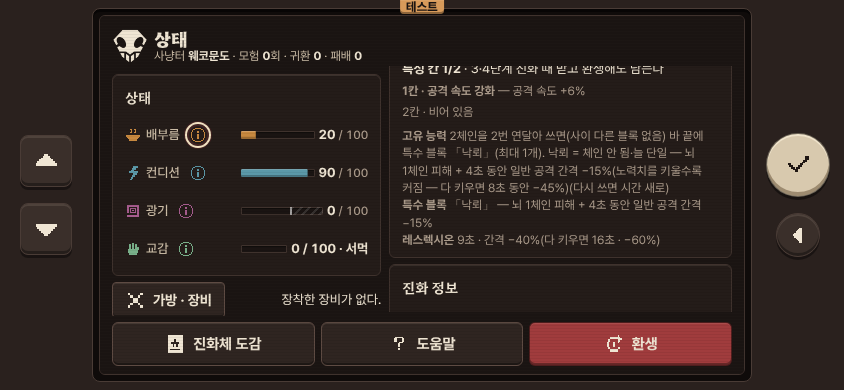 테스트
상태
사냥터 웨코문도 · 모험 0회 · 귀환 0 · 패배 0
상태
배부름 20 / 100
컨디션 90 / 100
광기 0 / 100
교감 0 / 100 · 서먹
가방 · 장비
장착한 장비가 없다.
특성 칸 1/2 · 3·4단계 진화 때 받고 환생해도 남는다
1칸 · 공격 속도 강화 — 공격 속도 +6%
2칸 · 비어 있음
고유 능력 2체인을 2번 연달아 쓰면(사이 다른 블록 없음) 바 끝에
특수 블록 「낙뢰」(최대 1개). 낙뢰 = 체인 안 됨·늘 단일 — 뇌
1체인 피해 + 4초 동안 일반 공격 간격 −15%(노력치를 키울수록
커짐 — 다 키우면 8초 동안 −45%)(다시 쓰면 시간 새로)
특수 블록 「낙뢰」 — 뇌 1체인 피해 + 4초 동안 일반 공격 간격
−15%
레스렉시온 9초 · 간격 −40%(다 키우면 16초 · −60%)
진화 정보
진화체 도감
? 도움말
환생